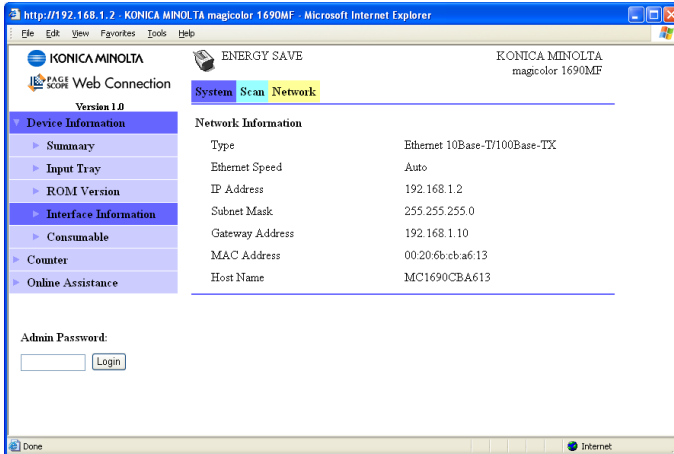 http://192.168.1.2 - KONICA MINOLTA magicolor 1690MF - Microsoft Internet Explorer
File Edit View Favorites Tools Help
KONICA MINOLTA
PAGE SCOPE Web Connection
Version 1.0
ENERGY SAVE
KONICA MINOLTA
magicolor 1690MF
System Scan Network
Device Information
Summary
Input Tray
ROM Version
Interface Information
Consumable
Counter
Online Assistance
Network Information
Type Ethernet 10Base-T/100Base-TX
Ethernet Speed Auto
IP Address 192.168.1.2
Subnet Mask 255.255.255.0
Gateway Address 192.168.1.10
MAC Address 00:20:6b:cb:a6:13
Host Name MC1690CBA613
Admin Password:
Login
Done
Internet